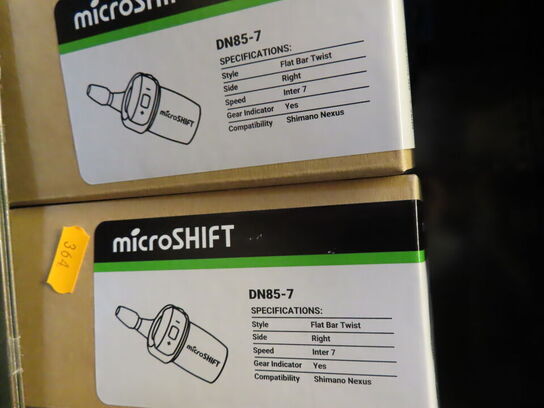 microSHIFT
DN85-7
SPECIFICATIONS:
Style Flat Bar Twist
Side Right
Speed Inter 7
Gear Indicator Yes
Compatibility Shimano Nexus
microSHIFT
364
microSHIFT
DN85-7
SPECIFICATIONS:
Style Flat Bar Twist
Side Right
Speed Inter 7
Gear Indicator Yes
Compatibility Shimano Nexus
microSHIFT